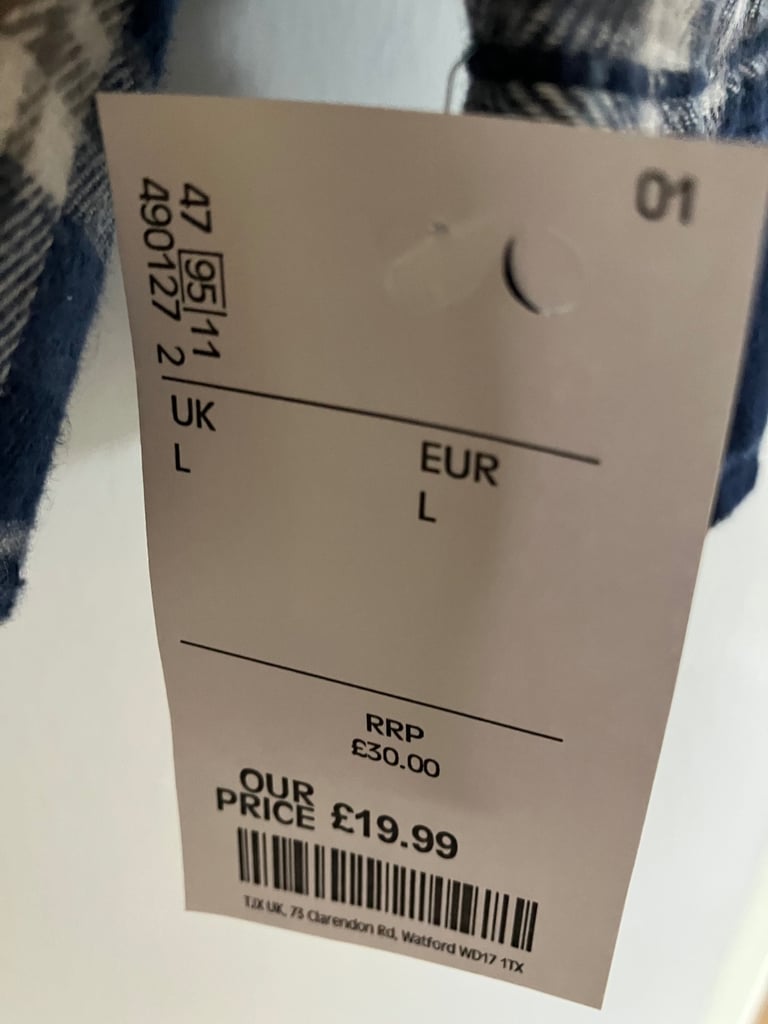 01
47 95 11
490127 2
UK EUR
L L
RRP
£30.00
OUR
PRICE £19.99
TJX UK, 73 Clarendon Rd, Watford WD17 1TX